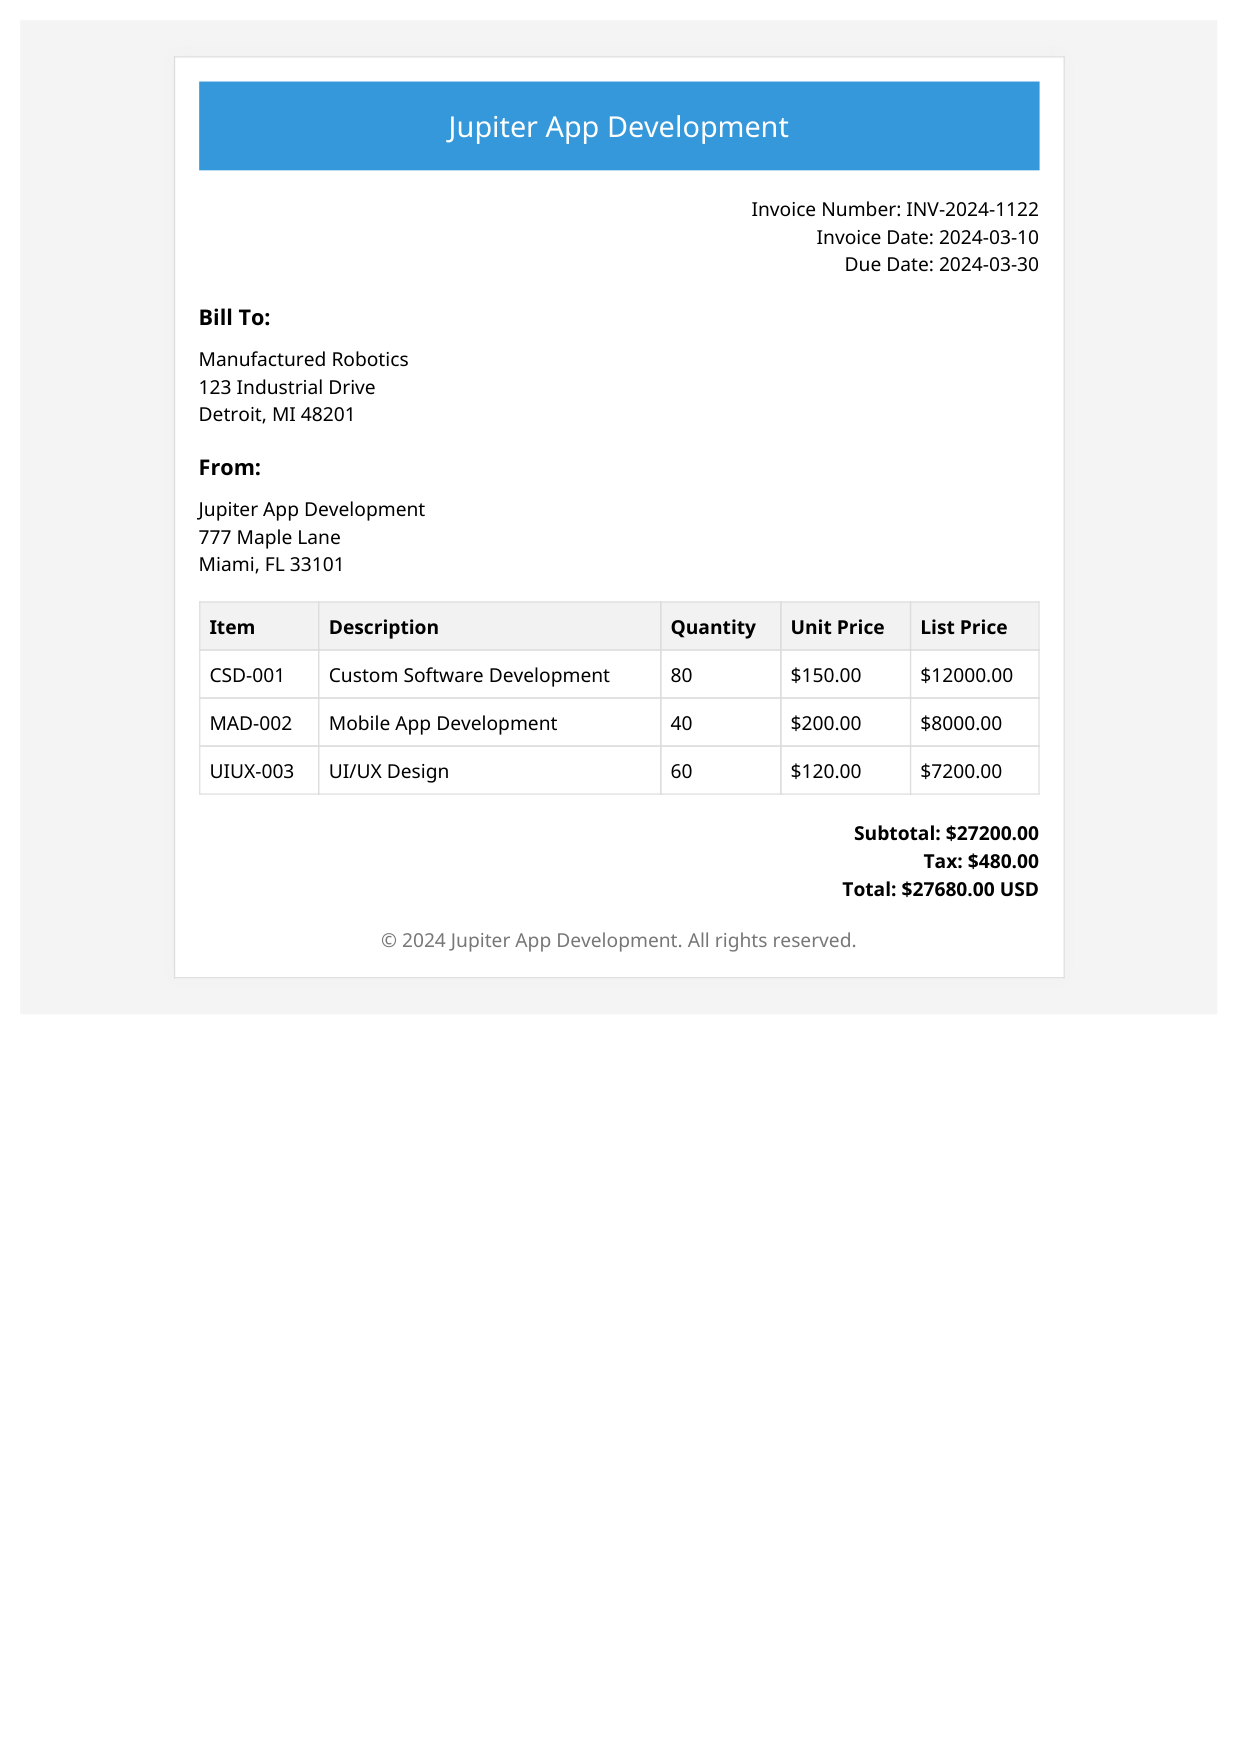 Jupiter App Development
Invoice Number: INV-2024-1122
Invoice Date: 2024-03-10
Due Date: 2024-03-30
Bill To:
Manufactured Robotics
123 Industrial Drive
Detroit, MI 48201
From:
Jupiter App Development
777 Maple Lane
Miami, FL 33101
Item Description Quantity Unit Price List Price
CSD-001 Custom Software Development 80 $150.00 $12000.00
MAD-002 Mobile App Development 40 $200.00 $8000.00
UIUX-003 UI/UX Design 60 $120.00 $7200.00
Subtotal: $27200.00
Tax: $480.00
Total: $27680.00 USD
© 2024 Jupiter App Development. All rights reserved.